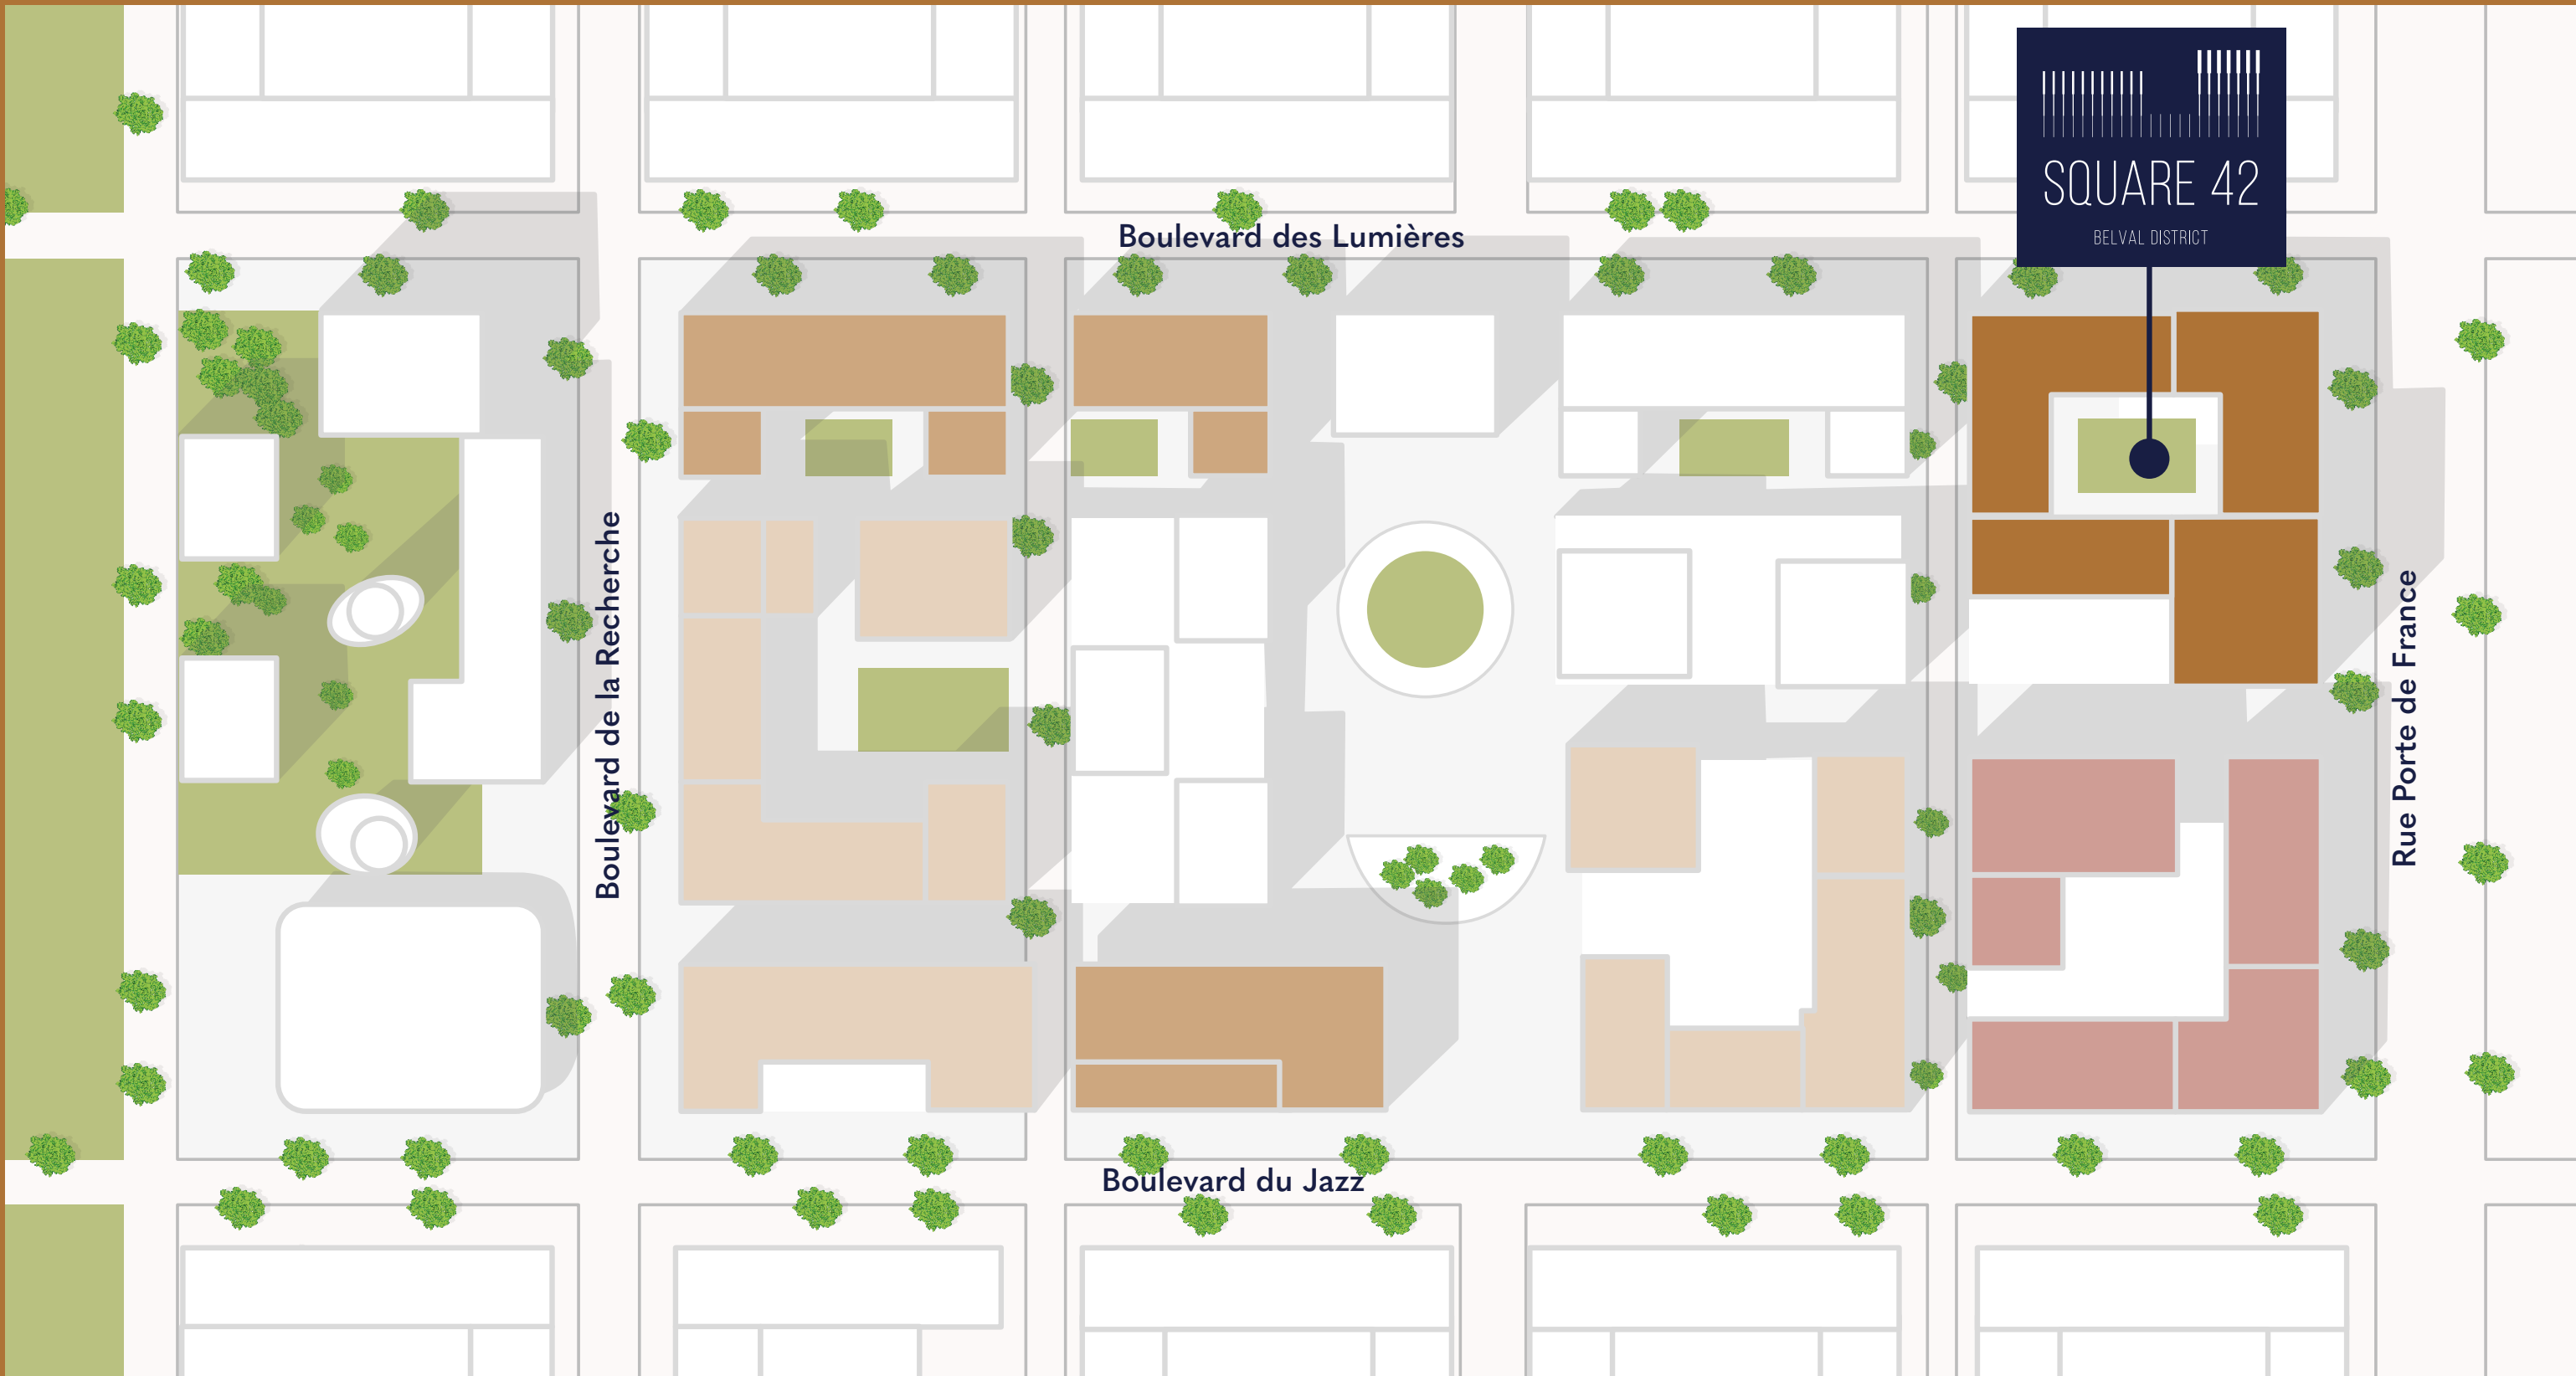 SQUARE 42
BELVAL DISTRICT
Boulevard des Lumières
Boulevard de la Recherche
Rue Porte de France
Boulevard du Jazz